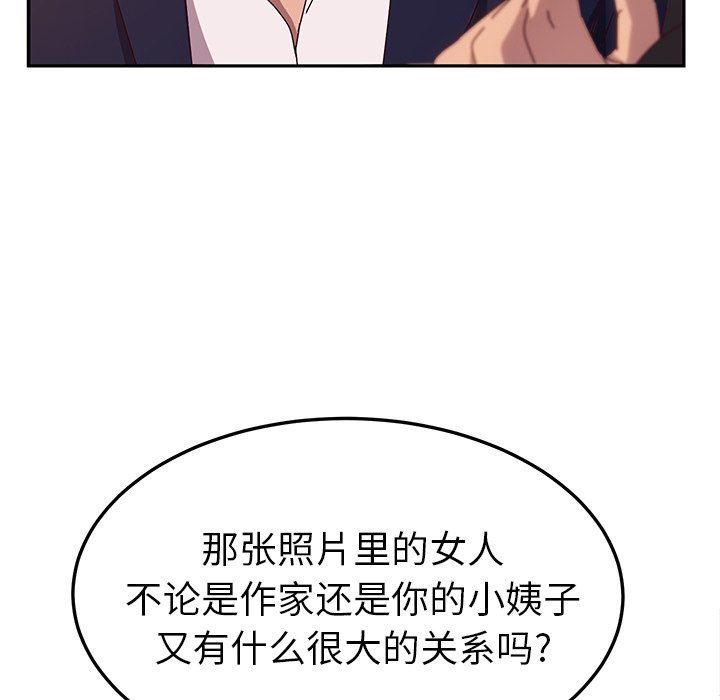 那张照片里的女人
不论是作家还是你的小姨子
又有什么很大的关系吗?